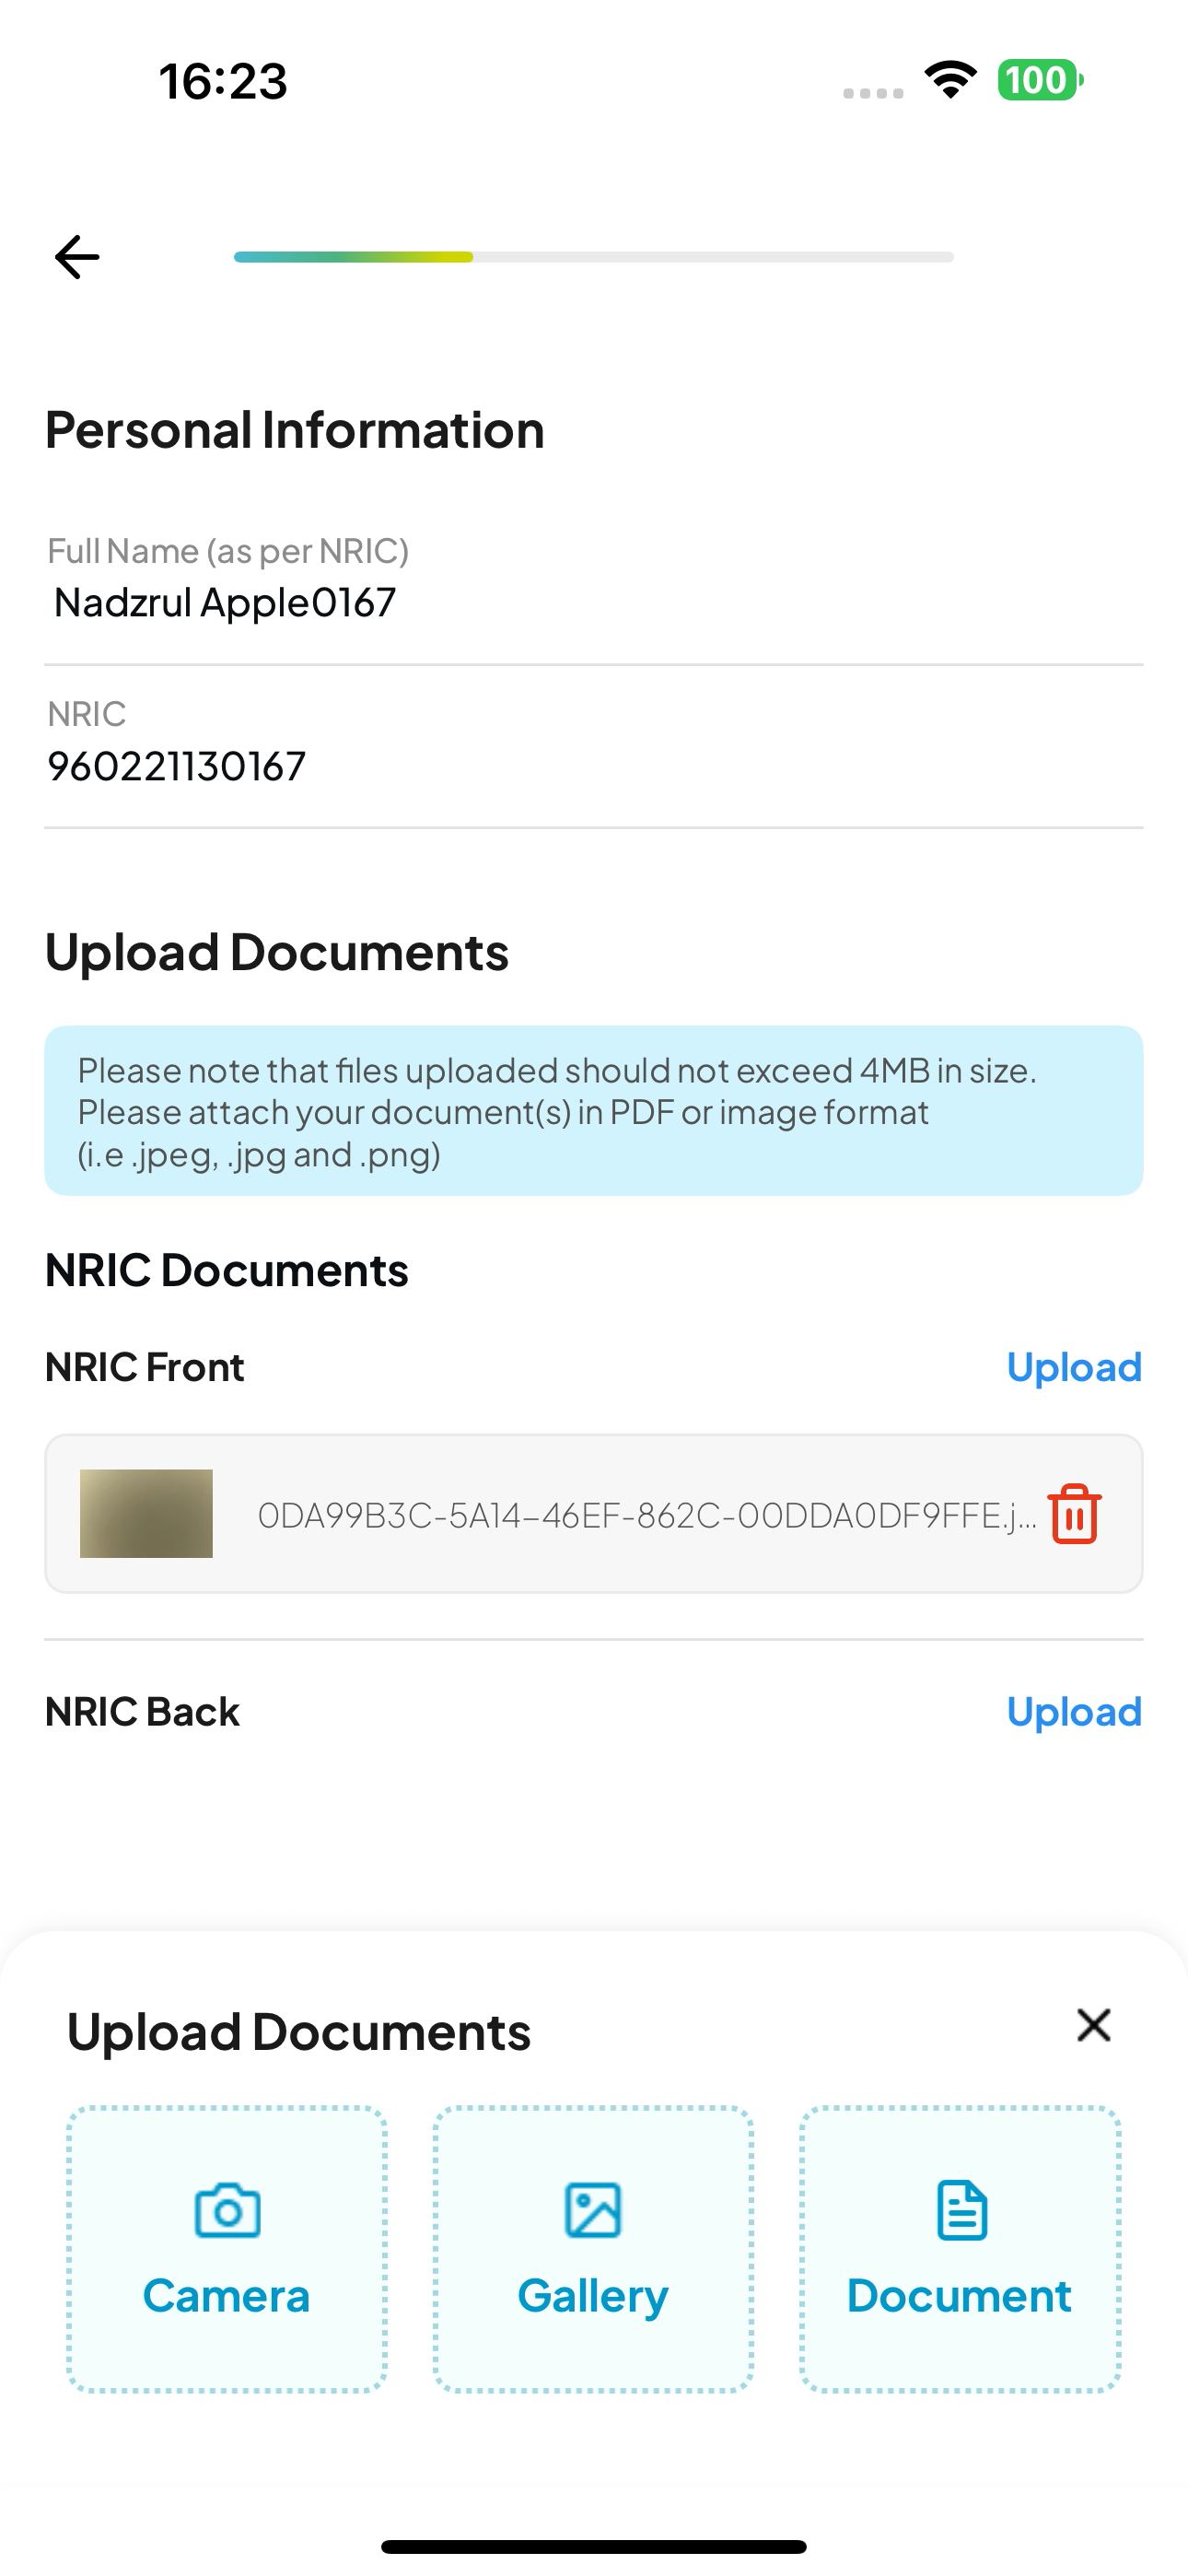 16:23
100
Personal Information
Full Name (as per NRIC)
Nadzrul Apple0167
NRIC
960221130167
Upload Documents
Please note that files uploaded should not exceed 4MB in size.
Please attach your document(s) in PDF or image format
(i.e .jpeg, .jpg and .png)
NRIC Documents
NRIC Front
Upload
0DA99B3C-5A14-46EF-862C-00DDA0DF9FFE.j...
NRIC Back
Upload
Upload Documents
Camera
Gallery
Document